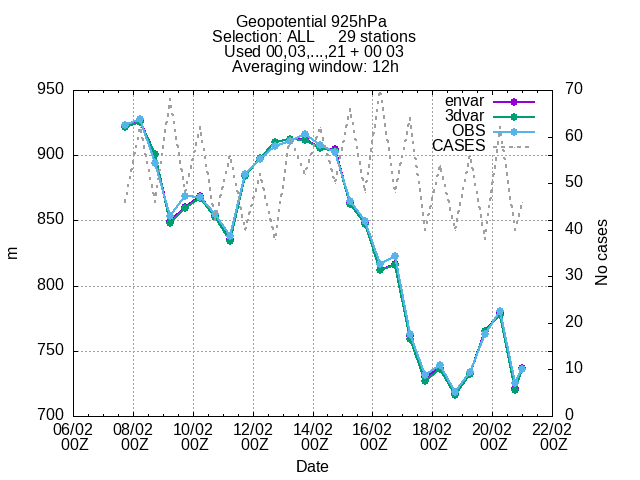 Geopotential 925hPa
Selection: ALL 29 stations
Used 00,03,...,21 + 00 03
Averaging window: 12h
envar
3dvar
OBS
CASES
950
900
850
800
750
700
m
70
60
50
40
30
20
10
0
No cases
06/02 08/02 10/02 12/02 14/02 16/02 18/02 20/02 22/02
00Z 00Z 00Z 00Z 00Z 00Z 00Z 00Z 00Z
Date